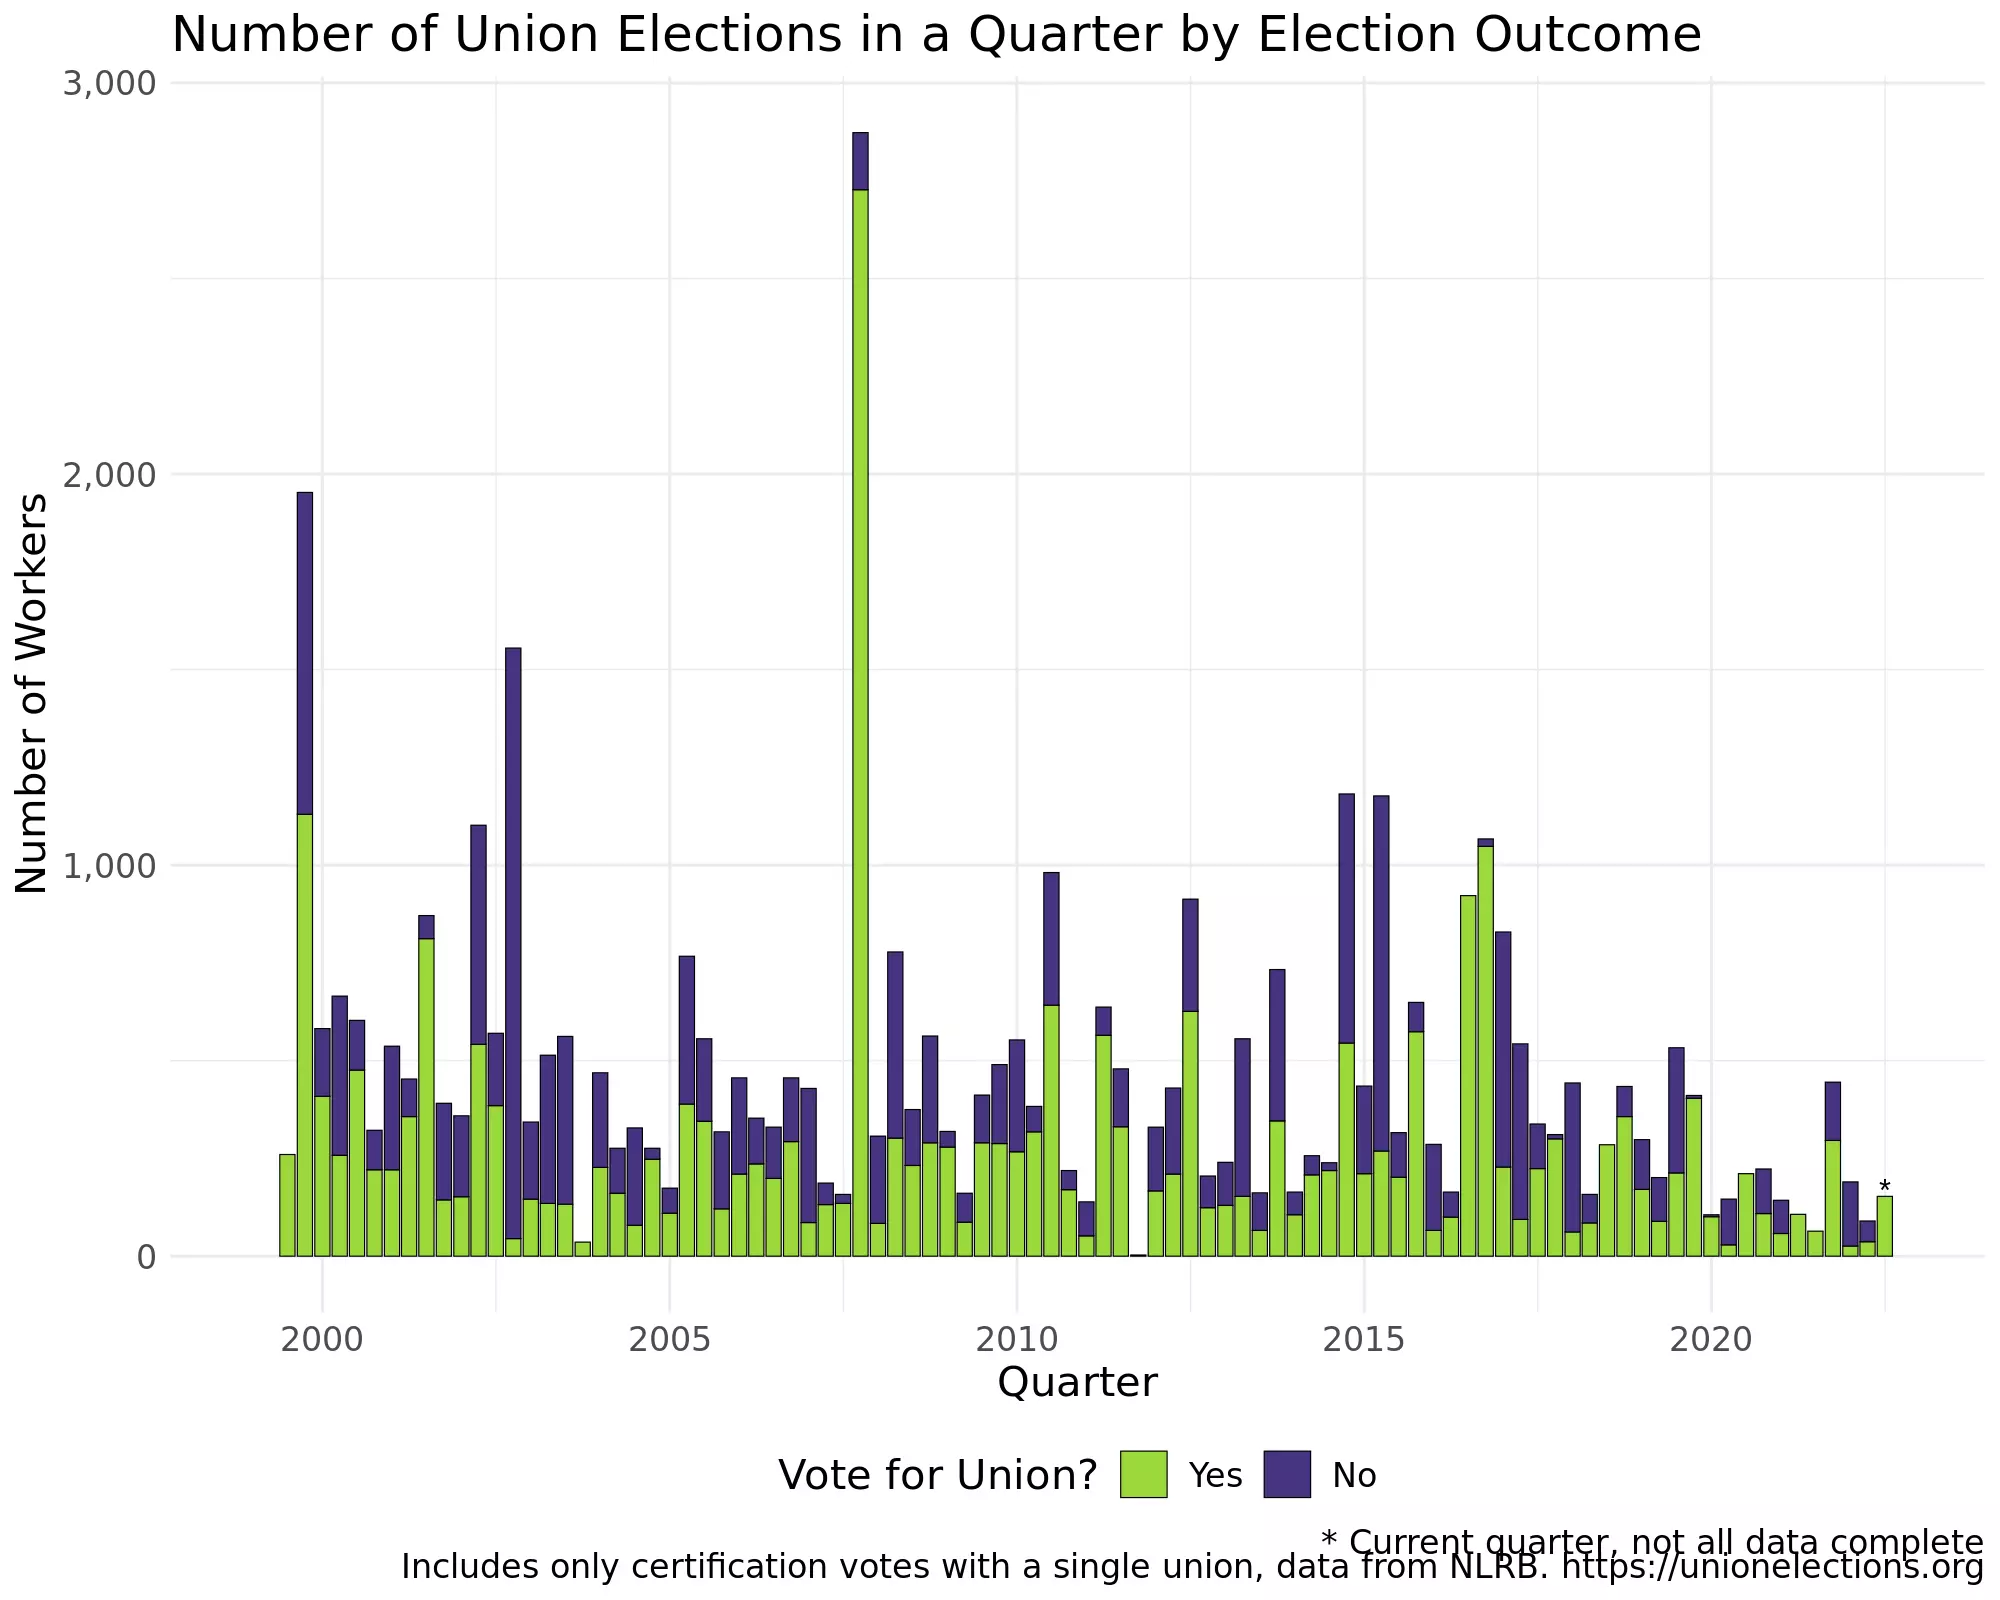 Number of Union Elections in a Quarter by Election Outcome
3,000
2,000
1,000
0
Number of Workers
*
2000 2005 2010 2015 2020
Quarter
Vote for Union? Yes No
* Current quarter, not all data complete
Includes only certification votes with a single union, data from NLRB. https://unionelections.org